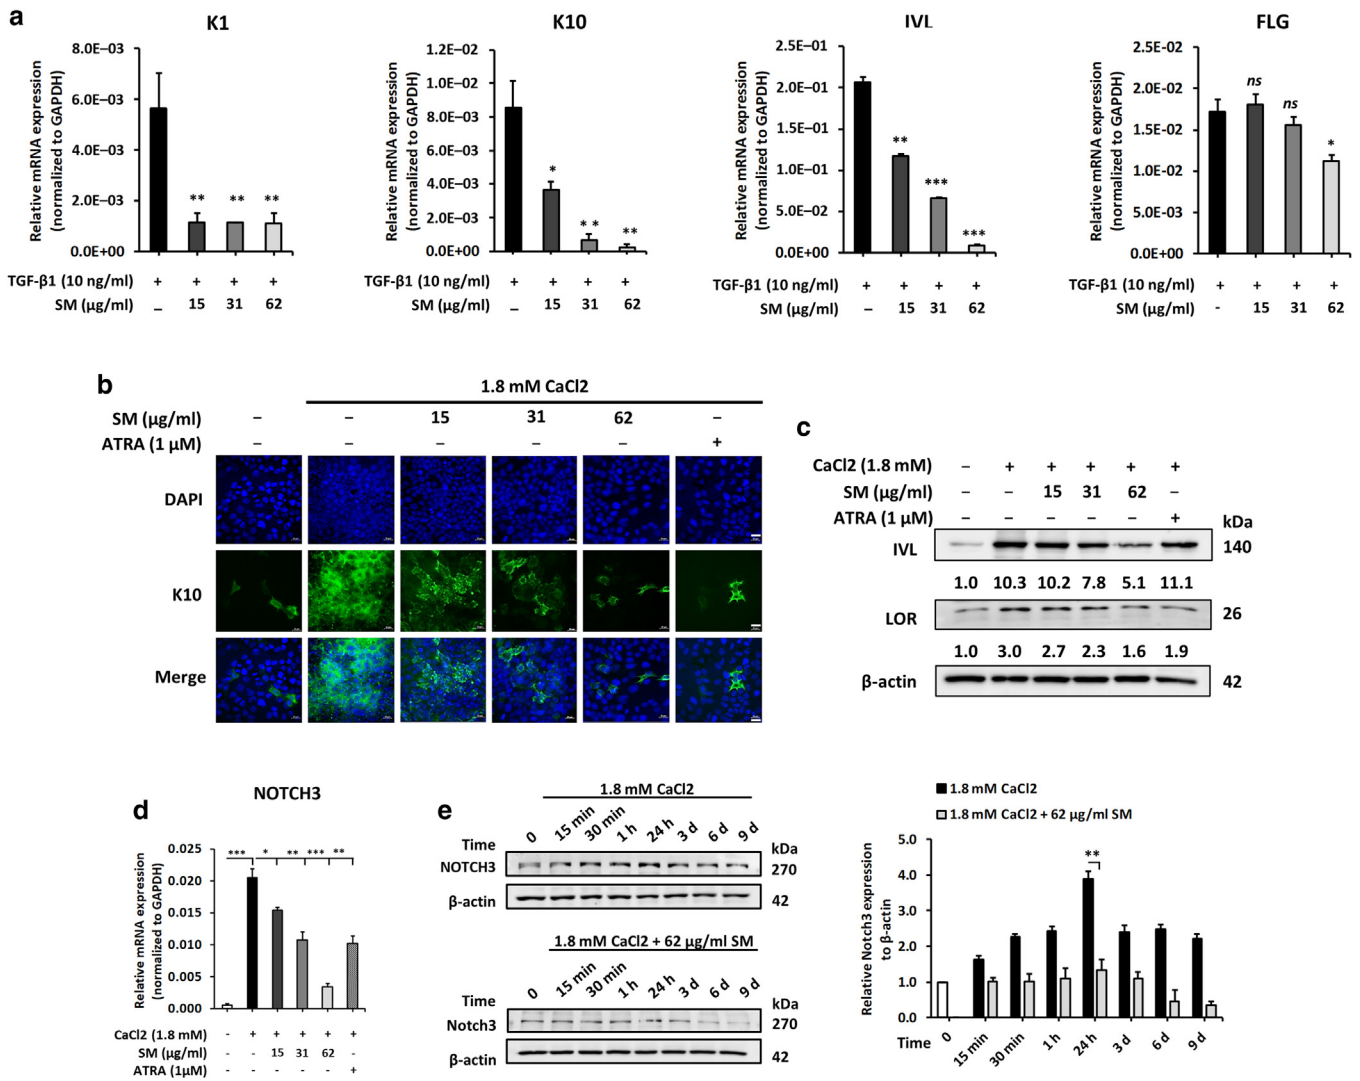 a
K1
Relative mRNA expression
(normalized to GAPDH)
8.0E−03
6.0E−03
4.0E−03
2.0E−03
0.0E+00
** ** **
TGF-β1 (10 ng/ml) + + + +
SM (μg/ml) − 15 31 62
K10
Relative mRNA expression
(normalized to GAPDH)
1.2E−02
1.0E−02
8.0E−03
6.0E−03
4.0E−03
2.0E−03
0.0E+00
* ** **
TGF-β1 (10 ng/ml) + + + +
SM (μg/ml) − 15 31 62
IVL
Relative mRNA expression
(normalized to GAPDH)
2.5E−01
2.0E−01
1.5E−01
1.0E−01
5.0E−02
0.0E+00
** *** ***
TGF-β1 (10 ng/ml) + + + +
SM (μg/ml) − 15 31 62
FLG
Relative mRNA expression
(normalized to GAPDH)
2.5E−02
2.0E−02
1.5E−02
1.0E−02
5.0E−03
0.0E+00
ns ns *
TGF-β1 (10 ng/ml) + + + +
SM (μg/ml) - 15 31 62
b
1.8 mM CaCl2
SM (μg/ml) − − 15 31 62 −
ATRA (1 μM) − − − − − +
DAPI
K10
Merge
c
CaCl2 (1.8 mM) − + + + + +
SM (μg/ml) − − 15 31 62 −
ATRA (1 μM) − − − − − +
kDa
IVL 140
1.0 10.3 10.2 7.8 5.1 11.1
LOR 26
1.0 3.0 2.7 2.3 1.6 1.9
β-actin 42
d
NOTCH3
Relative mRNA expression
(normalized to GAPDH)
*** * ** *** **
0.025
0.020
0.015
0.010
0.005
0.000
CaCl2 (1.8 mM) - + + + + +
SM (μg/ml) - - 15 31 62 -
ATRA (1μM) - - - - - +
e
1.8 mM CaCl2
Time 0 15 min 30 min 1 h 24 h 3 d 6 d 9 d
kDa
NOTCH3 270
β-actin 42
1.8 mM CaCl2 + 62 μg/ml SM
Time 0 15 min 30 min 1 h 24 h 3 d 6 d 9 d
kDa
Notch3 270
β-actin 42
1.8 mM CaCl2
1.8 mM CaCl2 + 62 μg/ml SM
Relative Notch3 expression
to β-actin
5.0
4.0
3.0
2.0
1.0
0.0
**
Time 0 15 min 30 min 1 h 24 h 3 d 6 d 9 d